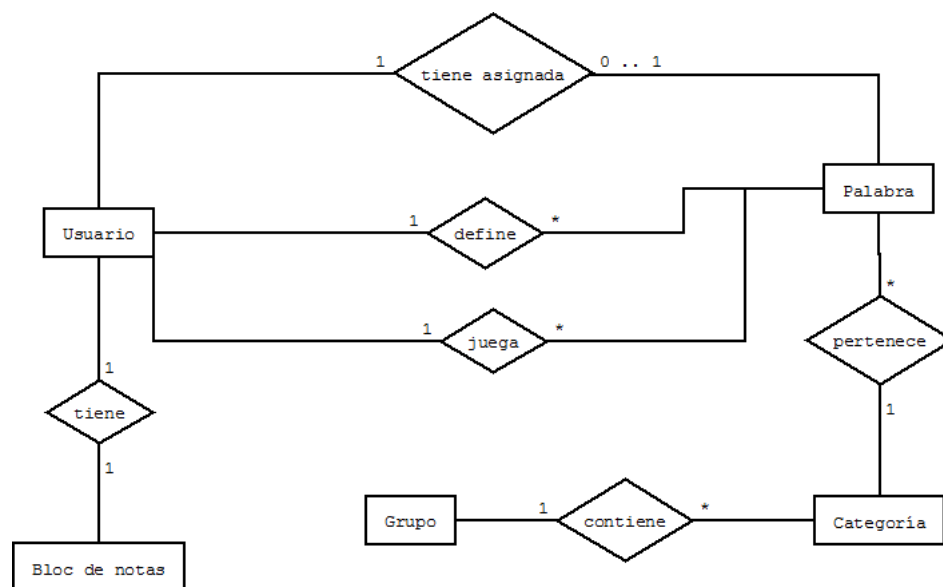 1
tiene asignada
0 .. 1
Palabra
Usuario
1
define
*
1
juega
*
*
pertenece
1
1
tiene
1
Grupo
1
contiene
*
Categoría
Bloc de notas